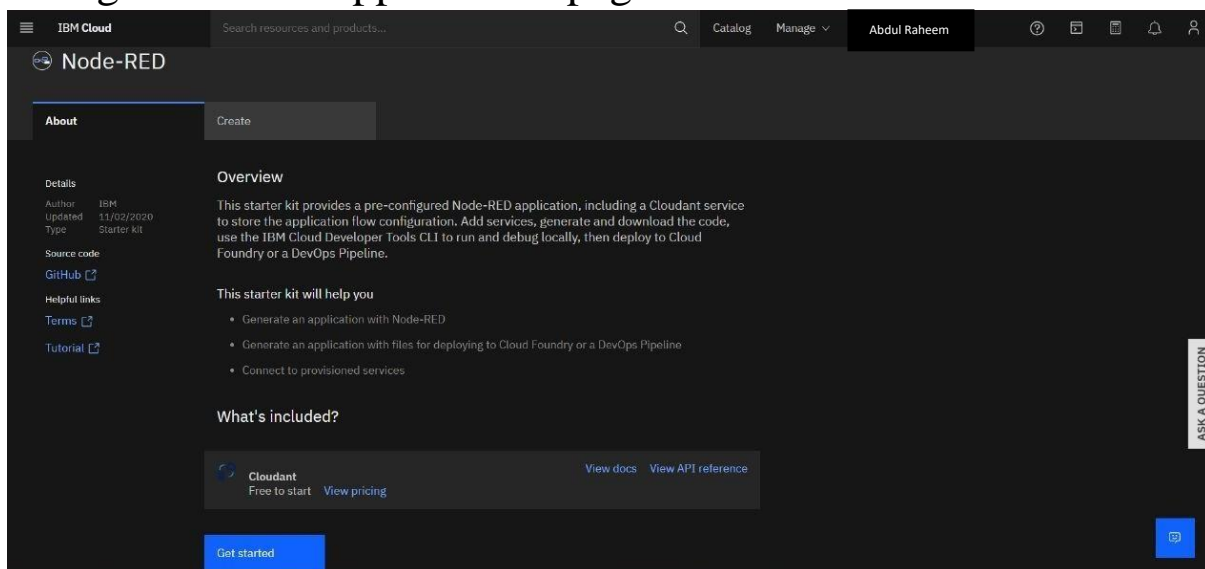 IBM Cloud
Search resources and products...
Catalog
Manage
Abdul Raheem
Node-RED
About
Create
Details
Author IBM
Updated 11/02/2020
Type Starter kit
Source code
GitHub
Helpful links
Terms
Tutorial
Overview
This starter kit provides a pre-configured Node-RED application, including a Cloudant service
to store the application flow configuration. Add services, generate and download the code,
use the IBM Cloud Developer Tools CLI to run and debug locally, then deploy to Cloud
Foundry or a DevOps Pipeline.
This starter kit will help you
• Generate an application with Node-RED
• Generate an application with files for deploying to Cloud Foundry or a DevOps Pipeline
• Connect to provisioned services
What's included?
Cloudant
Free to start View pricing
View docs View API reference
Get started
ASK A QUESTION